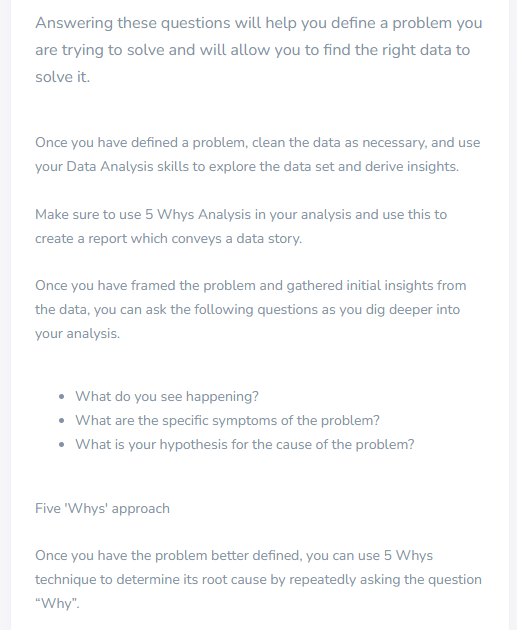 Answering these questions will help you define a problem you
are trying to solve and will allow you to find the right data to
solve it.
Once you have defined a problem, clean the data as necessary, and use
your Data Analysis skills to explore the data set and derive insights.
Make sure to use 5 Whys Analysis in your analysis and use this to
create a report which conveys a data story.
Once you have framed the problem and gathered initial insights from
the data, you can ask the following questions as you dig deeper into
your analysis.
• What do you see happening?
• What are the specific symptoms of the problem?
• What is your hypothesis for the cause of the problem?
Five 'Whys' approach
Once you have the problem better defined, you can use 5 Whys
technique to determine its root cause by repeatedly asking the question
“Why”.